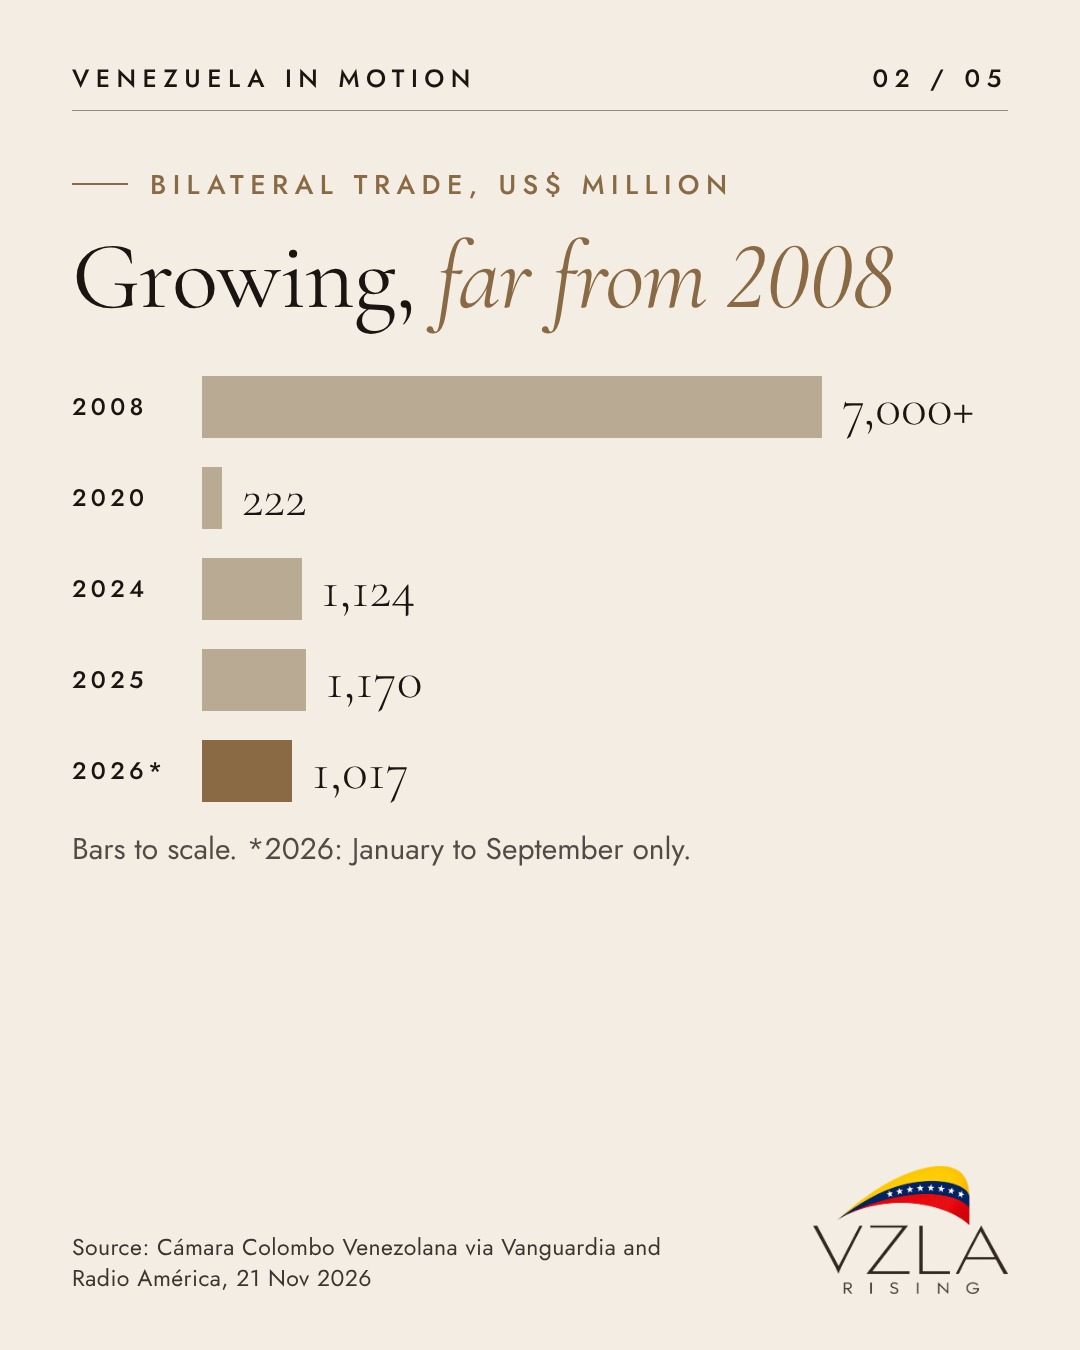 VENEZUELA IN MOTION
02 / 05
BILATERAL TRADE, US$ MILLION
Growing, far from 2008
2008 7,000+
2020 222
2024 1,124
2025 1,170
2026* 1,017
Bars to scale. *2026: January to September only.
Source: Cámara Colombo Venezolana via Vanguardia and
Radio América, 21 Nov 2026
VZLA
RISING